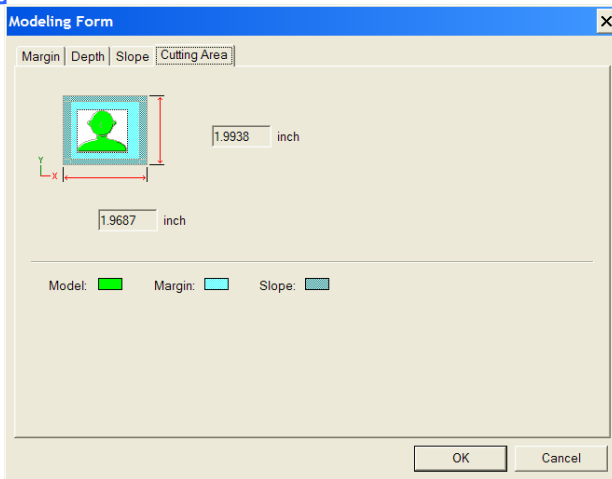 Modeling Form
Margin Depth Slope Cutting Area
1.9938 inch
Y
X
1.9687 inch
Model: Margin: Slope:
OK Cancel